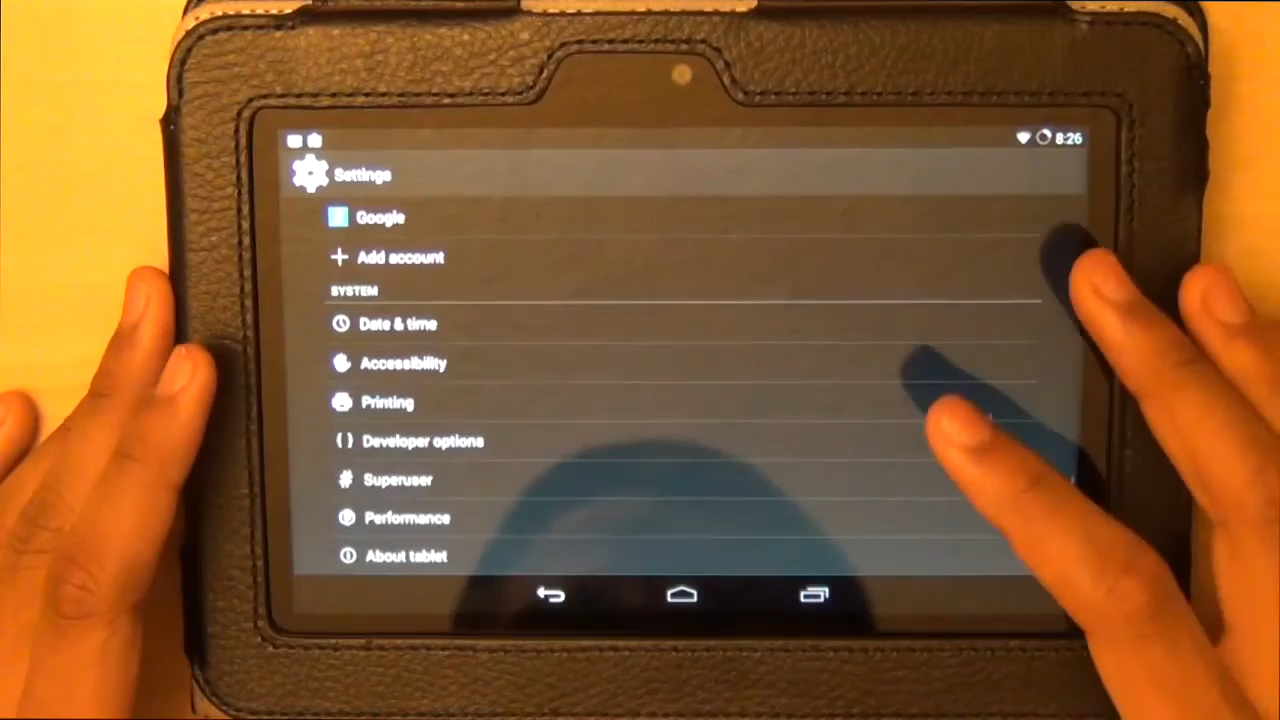 8:26
Settings
Google
Add account
SYSTEM
Date & time
Accessibility
Printing
Developer options
Superuser
Performance
About tablet